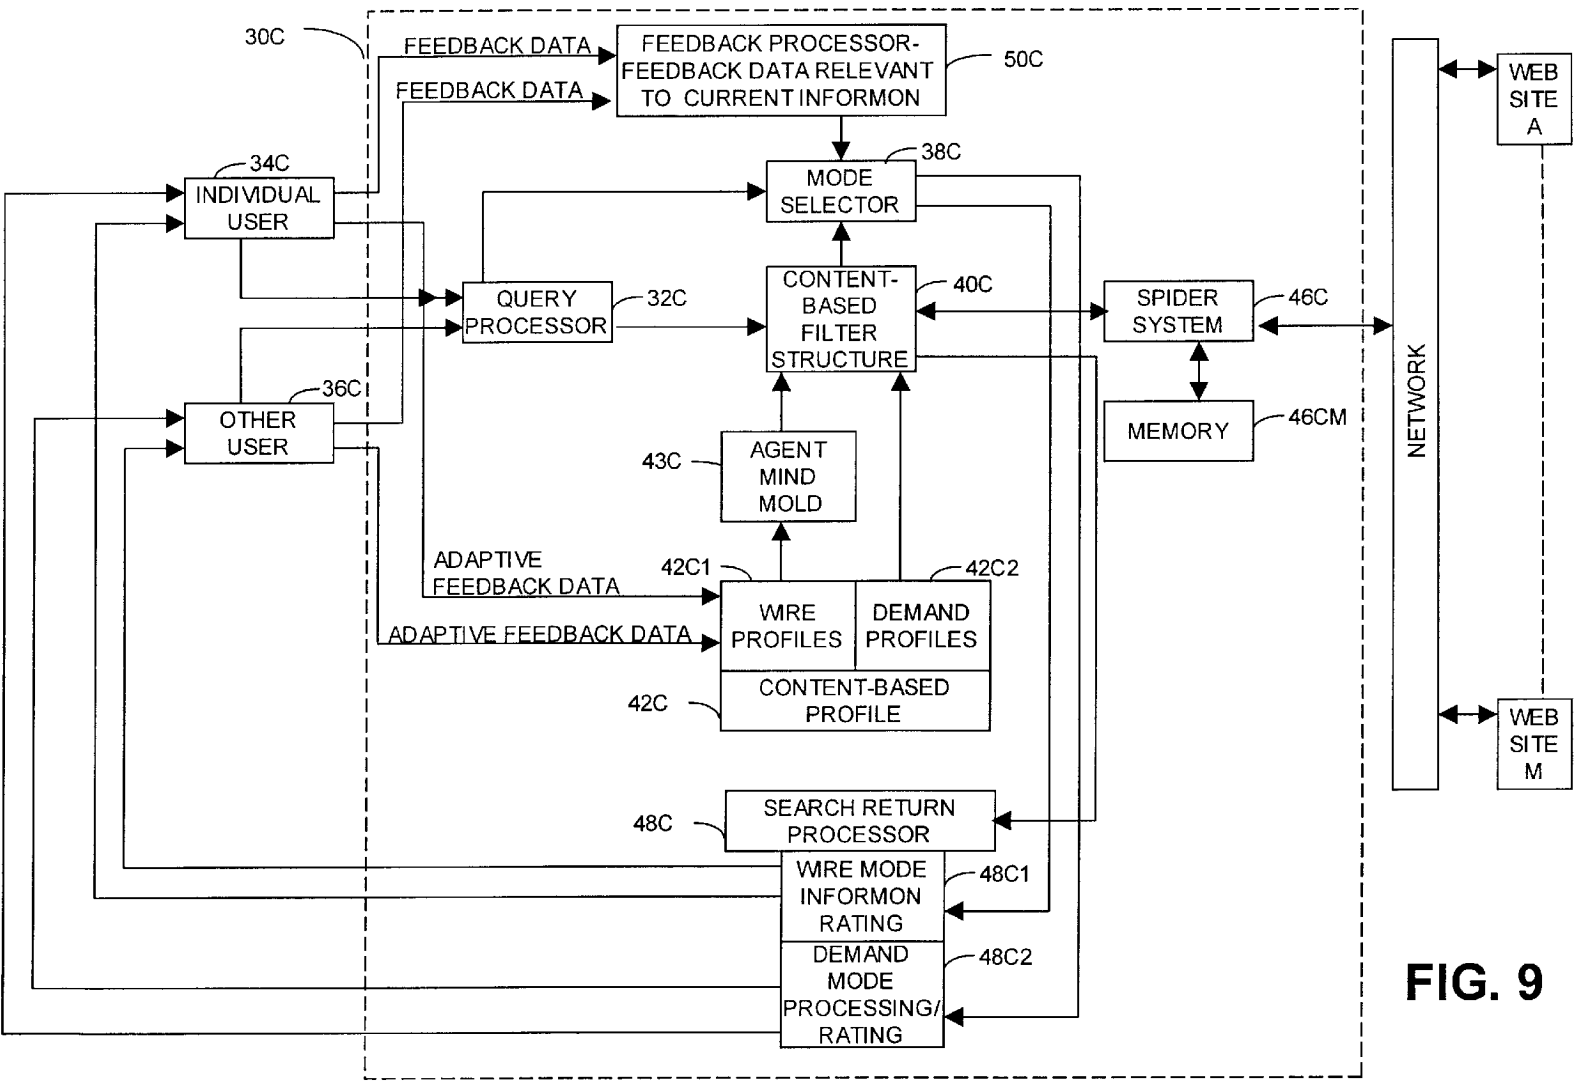 30C
FEEDBACK DATA
FEEDBACK DATA
FEEDBACK PROCESSOR-
FEEDBACK DATA RELEVANT
TO CURRENT INFORMON
50C
WEB
SITE
A
34C
INDIVIDUAL
USER
38C
MODE
SELECTOR
QUERY
PROCESSOR
32C
CONTENT-
BASED
FILTER
STRUCTURE
40C
SPIDER
SYSTEM
46C
36C
OTHER
USER
MEMORY
46CM
NETWORK
43C
AGENT
MIND
MOLD
ADAPTIVE
FEEDBACK DATA
ADAPTIVE FEEDBACK DATA
42C1
42C2
WIRE
PROFILES
DEMAND
PROFILES
42C
CONTENT-BASED
PROFILE
WEB
SITE
M
48C
SEARCH RETURN
PROCESSOR
WIRE MODE
INFORMON
RATING
48C1
DEMAND
MODE
PROCESSING/
RATING
48C2
FIG. 9